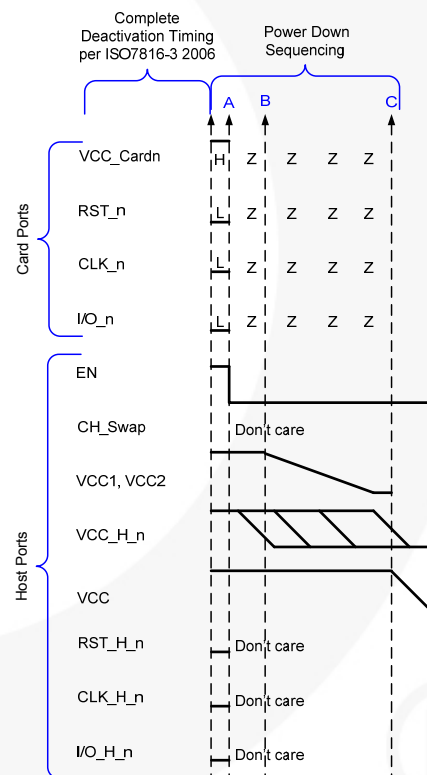 Complete
Deactivation Timing
per ISO7816-3 2006
Power Down
Sequencing
A B C
Card Ports
VCC_Cardn H Z Z Z Z
RST_n L Z Z Z Z
CLK_n L Z Z Z Z
I/O_n L Z Z Z Z
Host Ports
EN
CH_Swap Don't care
VCC1, VCC2
VCC_H_n
VCC
RST_H_n Don't care
CLK_H_n Don't care
I/O_H_n Don't care